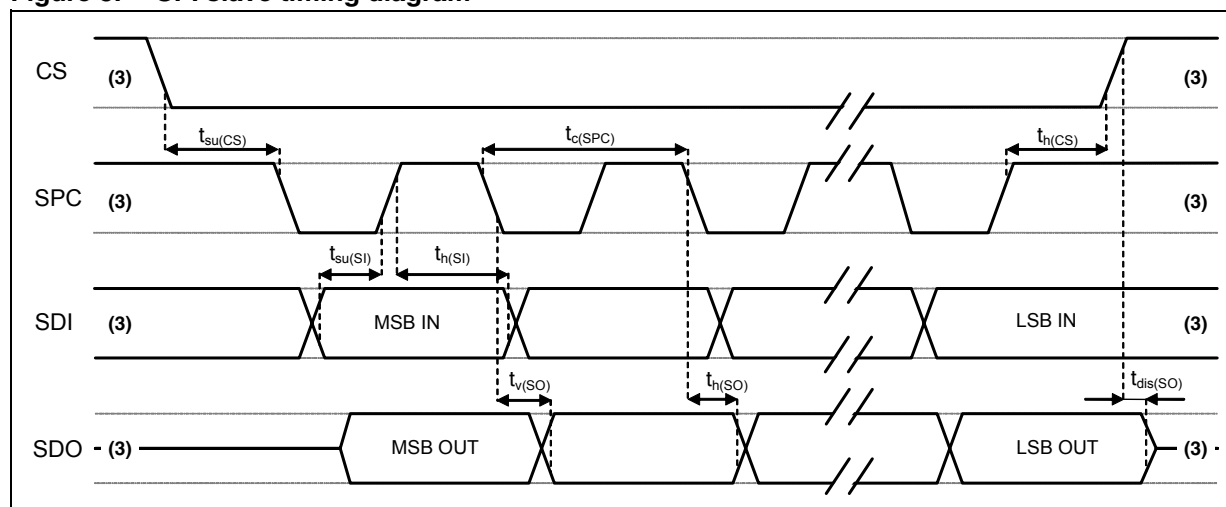 Figure SPI slave timing diagram
CS (3) (3)
tsu(CS) tc(SPC) th(CS)
SPC (3) (3)
tsu(SI) th(SI)
SDI (3) MSB IN LSB IN (3)
tv(SO) th(SO) tdis(SO)
SDO (3) MSB OUT LSB OUT (3)